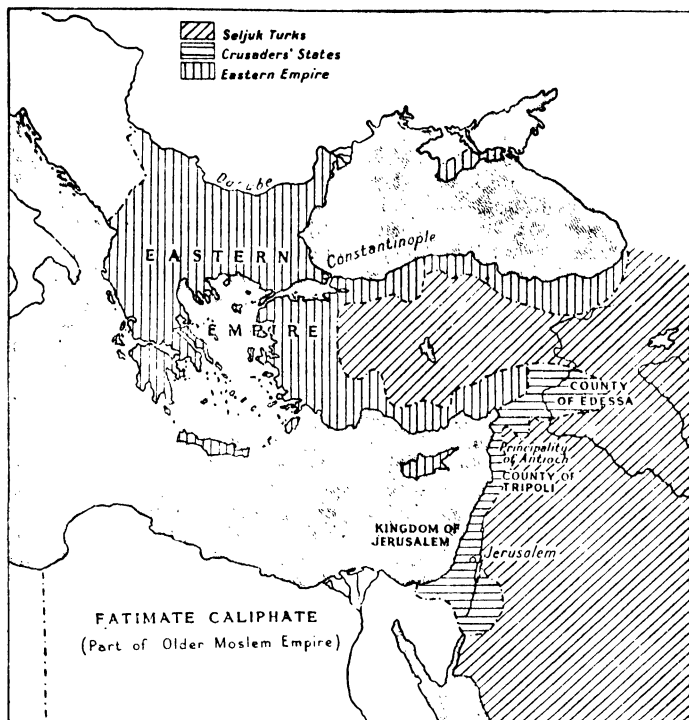 Seljuk Turks
Crusaders' States
Eastern Empire
Danube
Constantinople
EASTERN
EMPIRE
COUNTY
OF EDESSA
Principality
of Antioch
COUNTY OF
TRIPOLI
KINGDOM OF
JERUSALEM
Jerusalem
FATIMATE CALIPHATE
(Part of Older Moslem Empire)